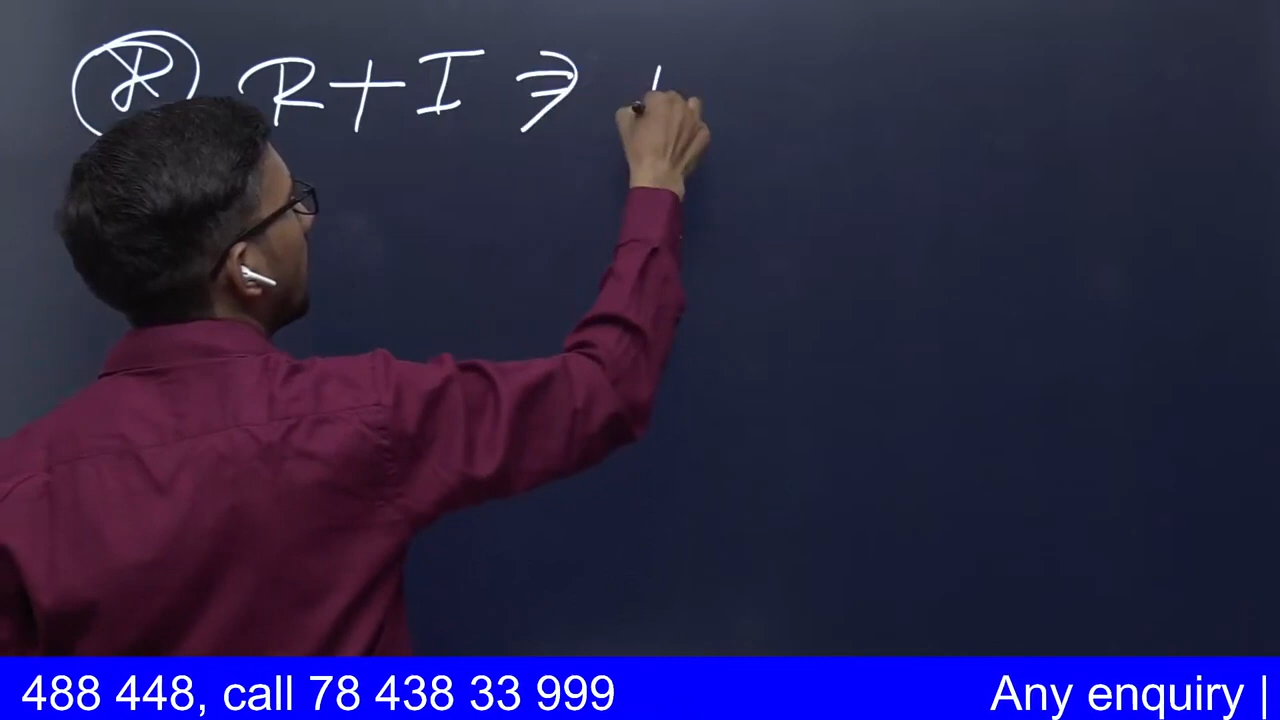 R R + I ⇒
488 448, call 78 438 33 999 Any enquiry |